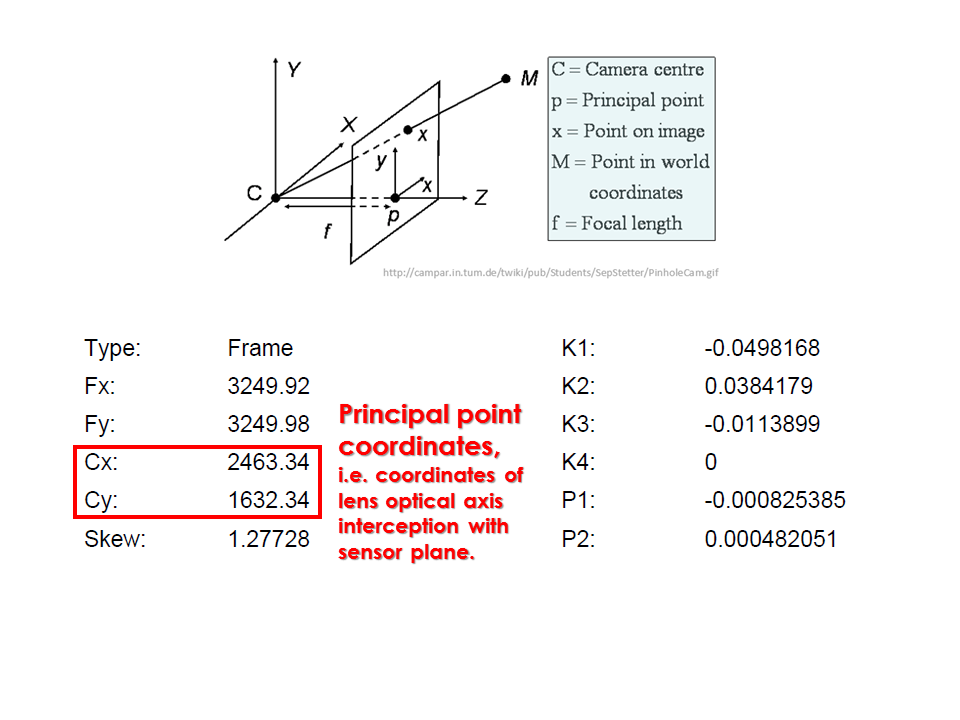 Y
X
M
x
y
x
C
Z
p
f
C = Camera centre
p = Principal point
x = Point on image
M = Point in world
coordinates
f = Focal length
http://campar.in.tum.de/twiki/pub/Students/SepStetter/PinholeCam.gif
Type: Frame
Fx: 3249.92
Fy: 3249.98
Cx: 2463.34
Cy: 1632.34
Skew: 1.27728
Principal point
coordinates,
i.e. coordinates of
lens optical axis
interception with
sensor plane.
K1: -0.0498168
K2: 0.0384179
K3: -0.0113899
K4: 0
P1: -0.000825385
P2: 0.000482051